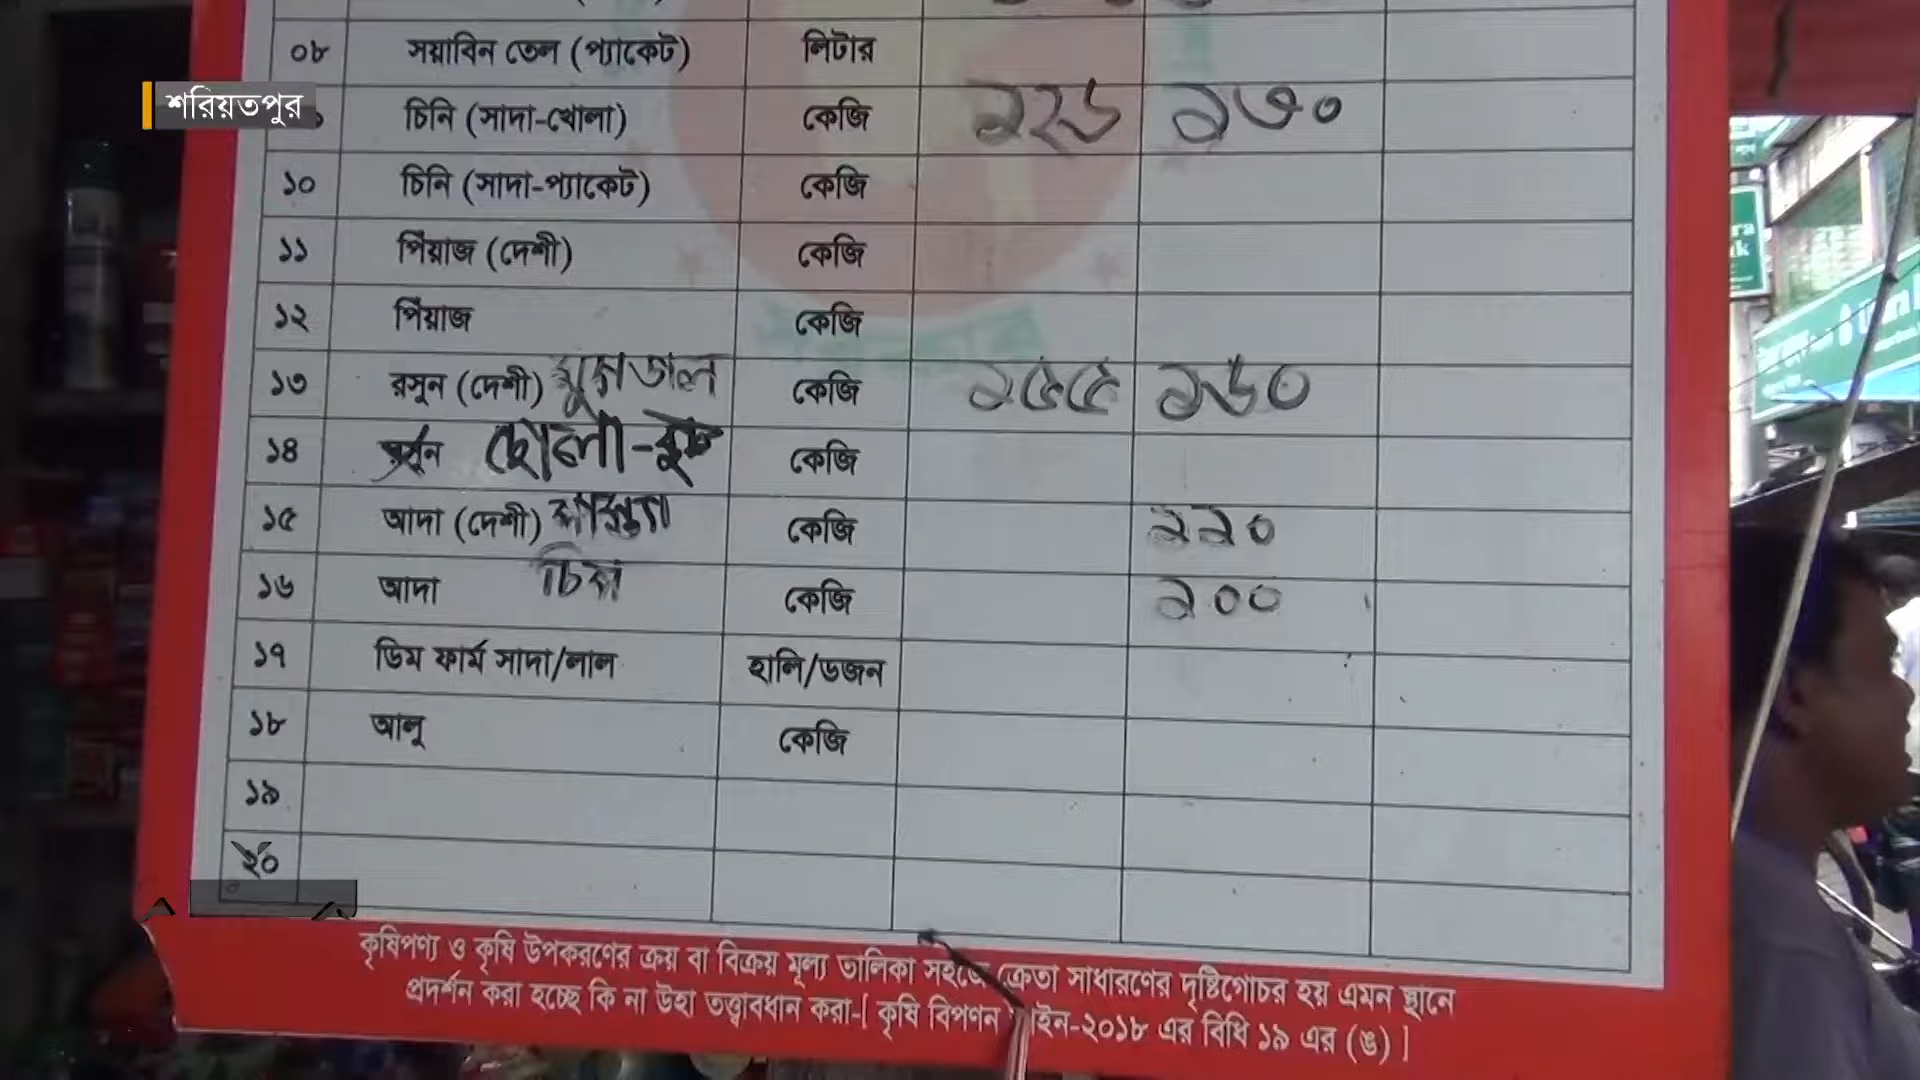 ০৮ সয়াবিন তেল (প্যাকেট) লিটার
শরিয়তপুর
চিনি (সাদা-খোলা) কেজি ১২৬ ১৩০
১০ চিনি (সাদা-প্যাকেট) কেজি
১১ পিঁয়াজ (দেশী) কেজি
১২ পিঁয়াজ কেজি
১৩ রসুন (দেশী) মুগডাল কেজি ১৫৫ ১৬০
১৪ রসুন ছোলা-বুট কেজি
১৫ আদা (দেশী) কেজি ২২০
১৬ আদা কেজি ২০০
১৭ ডিম ফার্ম সাদা/লাল হালি/ডজন
১৮ আলু কেজি
১৯
২০
কৃষিপণ্য ও কৃষি উপকরণের ক্রয় বা বিক্রয় মূল্য তালিকা সহজে ক্রেতা সাধারণের দৃষ্টিগোচর হয় এমন স্থানে
প্রদর্শন করা হচ্ছে কি না উহা তত্ত্বাবধান করা-[ কৃষি বিপণন আইন-২০১৮ এর বিধি ১৯ এর (ঙ) ]